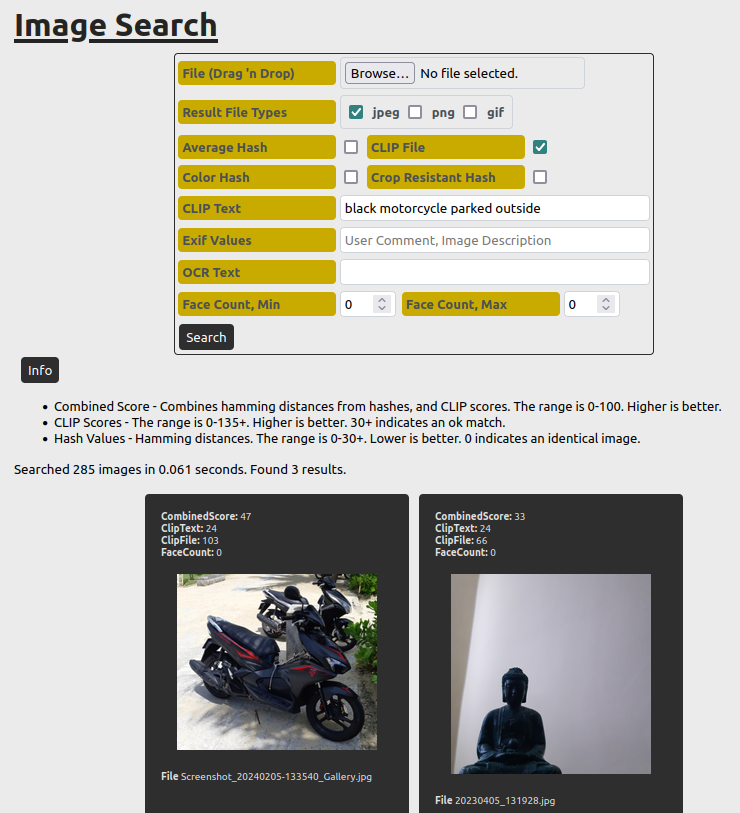 Image Search
File (Drag 'n Drop) Browse... No file selected.
Result File Types jpeg png gif
Average Hash CLIP File
Color Hash Crop Resistant Hash
CLIP Text black motorcycle parked outside
Exif Values User Comment, Image Description
OCR Text
Face Count, Min 0 Face Count, Max 0
Search
Info
• Combined Score - Combines hamming distances from hashes, and CLIP scores. The range is 0-100. Higher is better.
• CLIP Scores - The range is 0-135+. Higher is better. 30+ indicates an ok match.
• Hash Values - Hamming distances. The range is 0-30+. Lower is better. 0 indicates an identical image.
Searched 285 images in 0.061 seconds. Found 3 results.
CombinedScore: 47
ClipText: 24
ClipFile: 103
FaceCount: 0
File Screenshot_20240205-133540_Gallery.jpg
CombinedScore: 33
ClipText: 24
ClipFile: 66
FaceCount: 0
File 20230405_131928.jpg